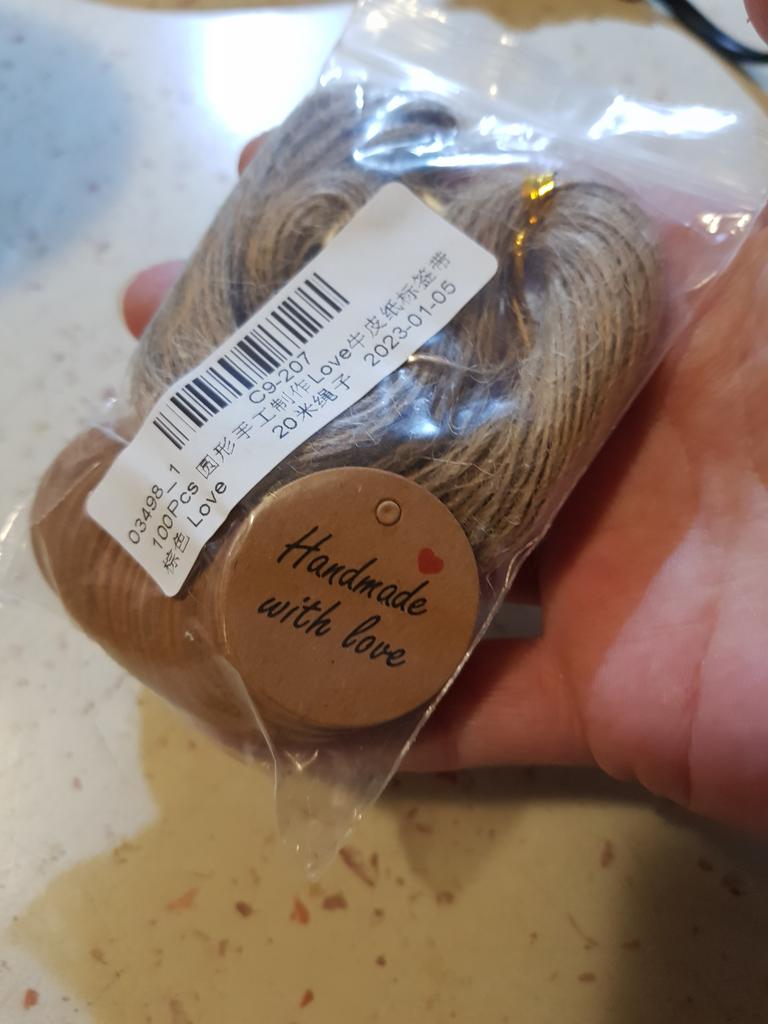 C9-207
03498_1
100Pcs 圆形手工制作Love牛皮纸标签带
20米绳子 2023-01-05
棕色 Love
Handmade
with love